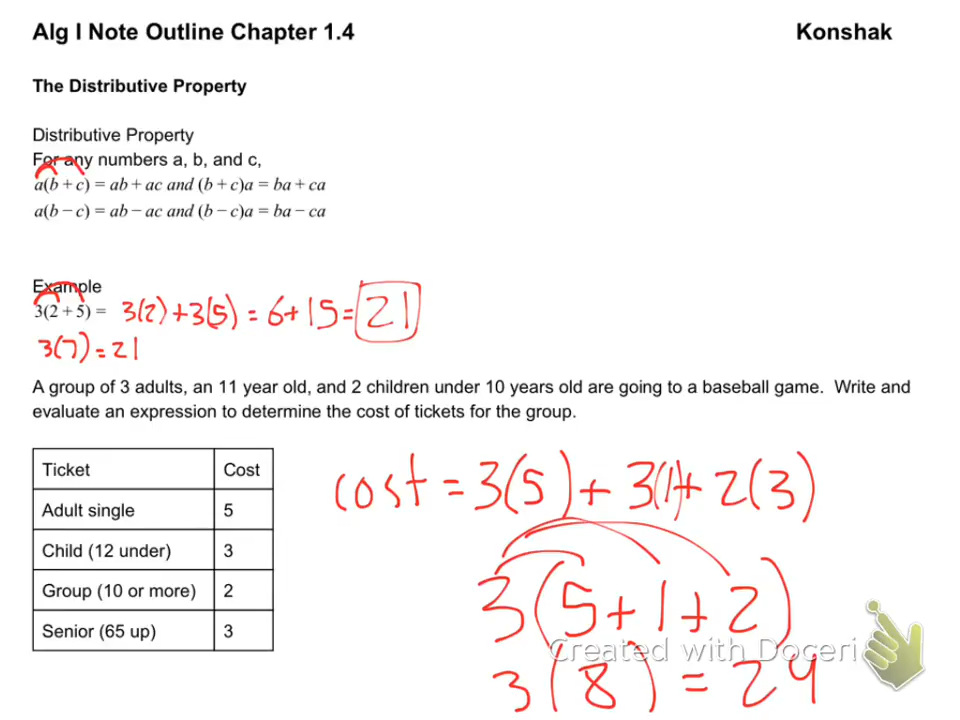 Alg I Note Outline Chapter 1.4 Konshak
The Distributive Property
Distributive Property
For any numbers a, b, and c,
a(b + c) = ab + ac and (b + c)a = ba + ca
a(b − c) = ab − ac and (b − c)a = ba − ca
Example
3(2 + 5) = 3(2) + 3(5) = 6 + 15 = 21
3(7) = 21
A group of 3 adults, an 11 year old, and 2 children under 10 years old are going to a baseball game. Write and
evaluate an expression to determine the cost of tickets for the group.
Ticket Cost
Adult single 5
Child (12 under) 3
Group (10 or more) 2
Senior (65 up) 3
cost = 3(5) + 3(1) + 2(3)
3(5 + 1 + 2)
Created with Doceri
3(8) = 24